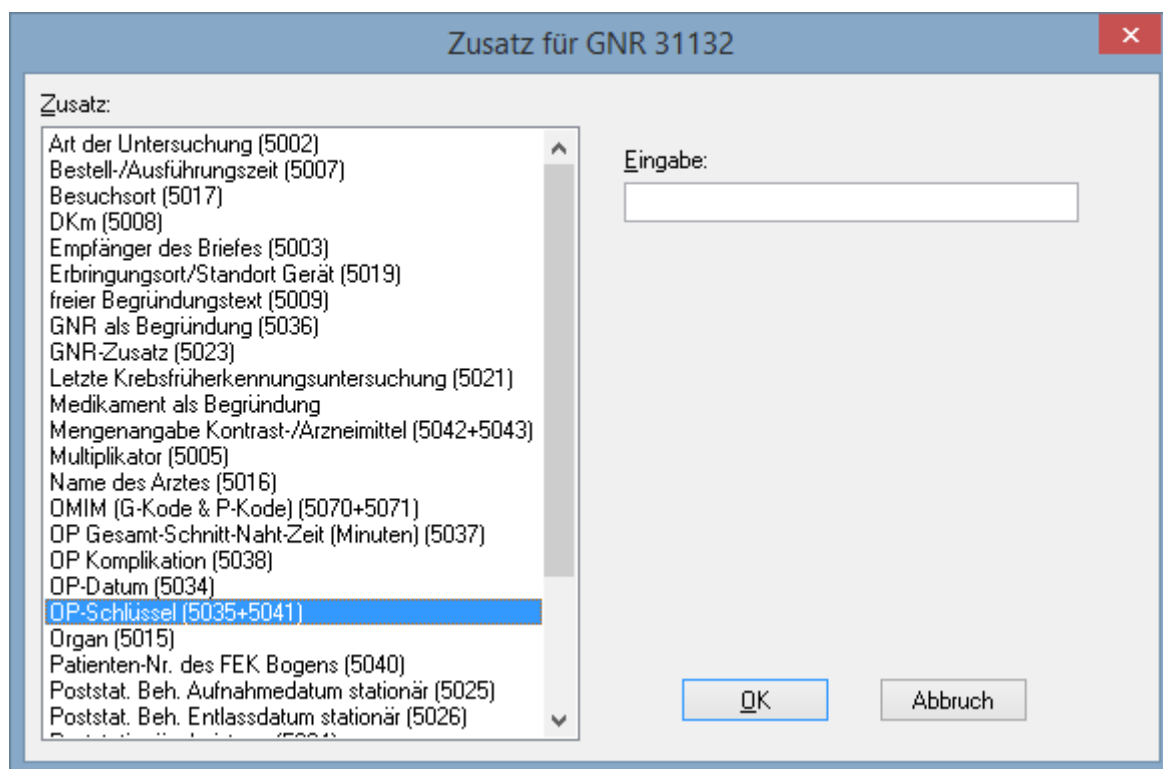 Zusatz für GNR 31132
Zusatz:
Art der Untersuchung (5002)
Bestell-/Ausführungszeit (5007)
Besuchsort (5017)
DKm (5008)
Empfänger des Briefes (5003)
Erbringungsort/Standort Gerät (5019)
freier Begründungstext (5009)
GNR als Begründung (5036)
GNR-Zusatz (5023)
Letzte Krebsfrüherkennungsuntersuchung (5021)
Medikament als Begründung
Mengenangabe Kontrast-/Arzneimittel (5042+5043)
Multiplikator (5005)
Name des Arztes (5016)
OMIM (G-Kode & P-Kode) (5070+5071)
OP Gesamt-Schnitt-Naht-Zeit (Minuten) (5037)
OP Komplikation (5038)
OP-Datum (5034)
OP-Schlüssel (5035+5041)
Organ (5015)
Patienten-Nr. des FEK Bogens (5040)
Poststat. Beh. Aufnahmedatum stationär (5025)
Poststat. Beh. Entlassdatum stationär (5026)
Eingabe:
OK
Abbruch